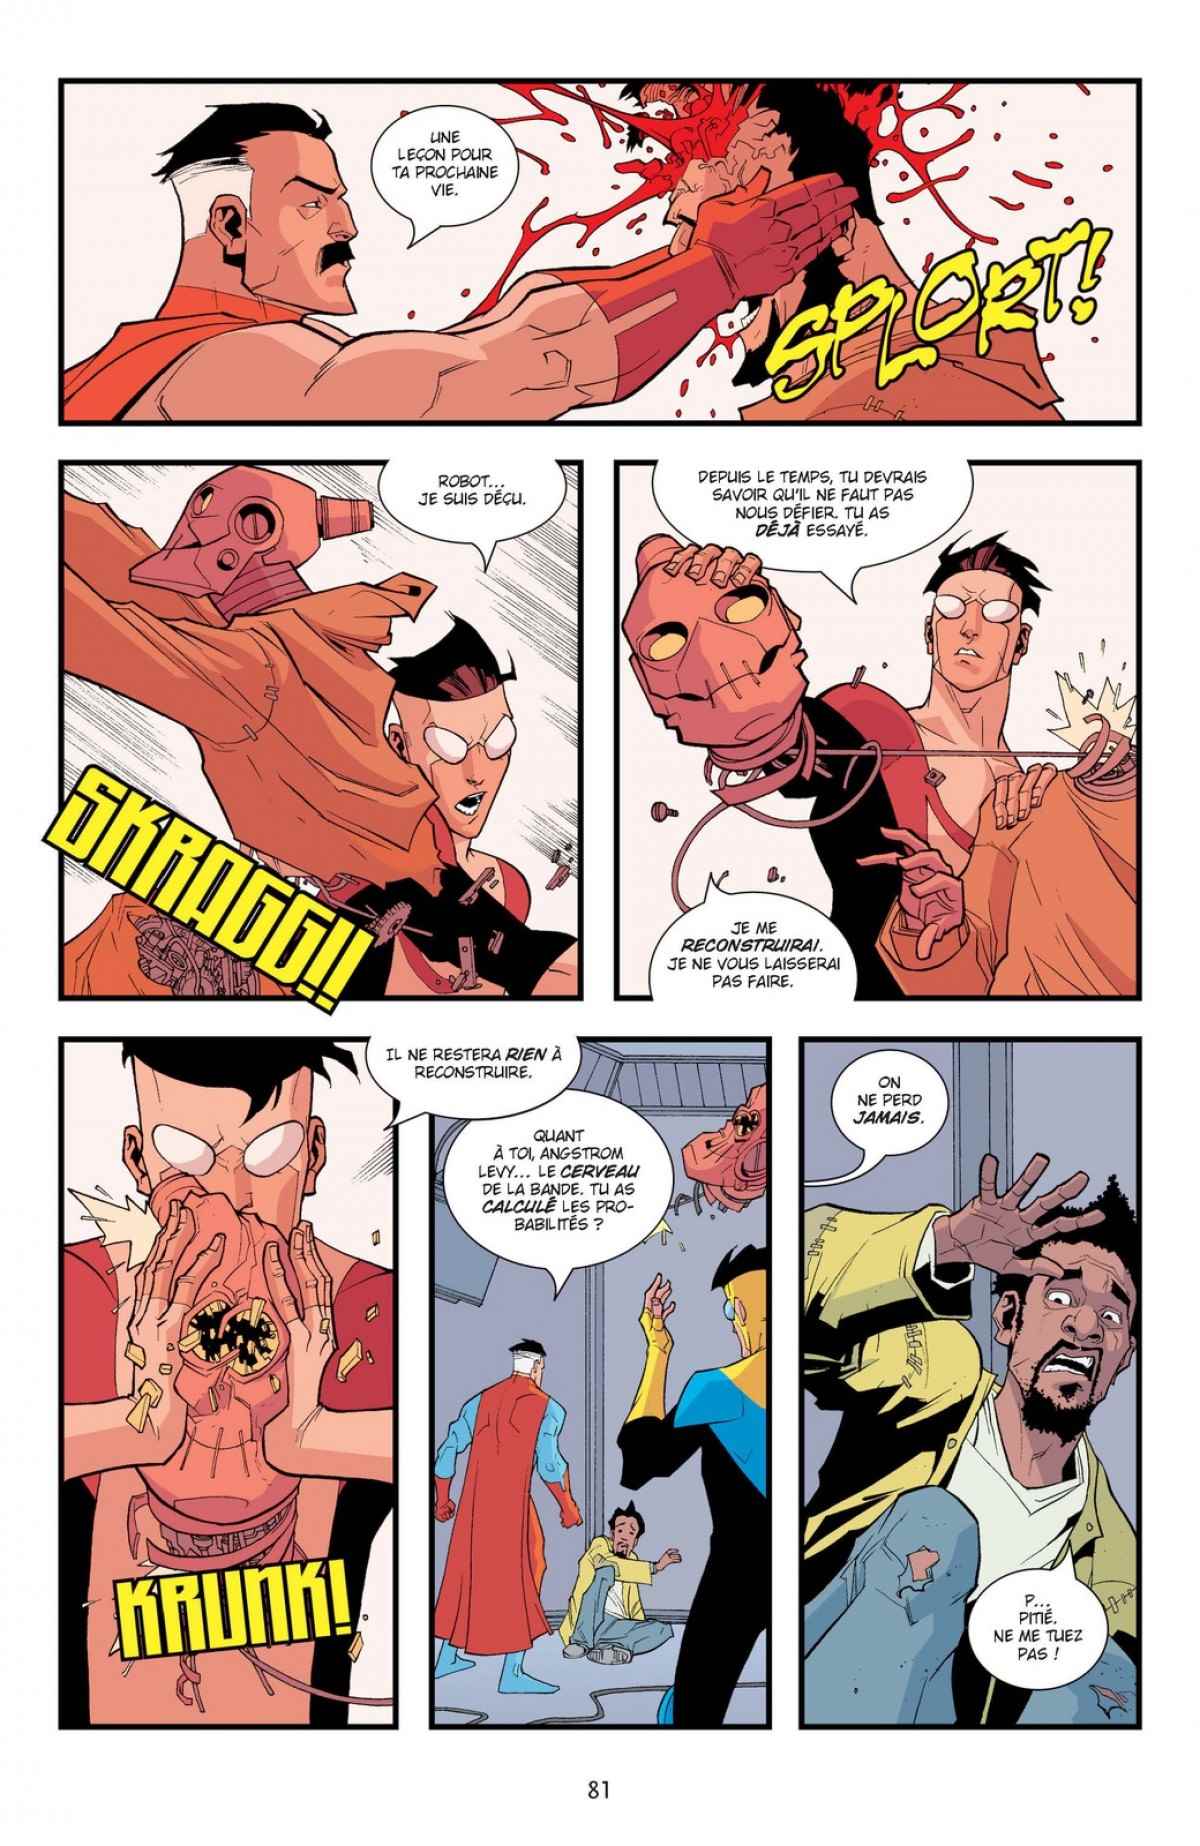 UNE
LEÇON POUR
TA PROCHAINE
VIE.
SPLORT!
ROBOT...
JE SUIS DÉÇU.
SKRAGG!!
DEPUIS LE TEMPS, TU DEVRAIS
SAVOIR QU'IL NE FAUT PAS
NOUS DÉFIER. TU AS
DÉJÀ ESSAYÉ.
JE ME
RECONSTRUIRAI.
JE NE VOUS LAISSERAI
PAS FAIRE.
IL NE RESTERA RIEN À
RECONSTRUIRE.
KRUNK!
QUANT
À TOI, ANGSTROM
LEVY... LE CERVEAU
DE LA BANDE. TU AS
CALCULÉ LES PRO-
BABILITÉS ?
ON
NE PERD
JAMAIS.
P...
PITIÉ.
NE ME TUEZ
PAS !
81